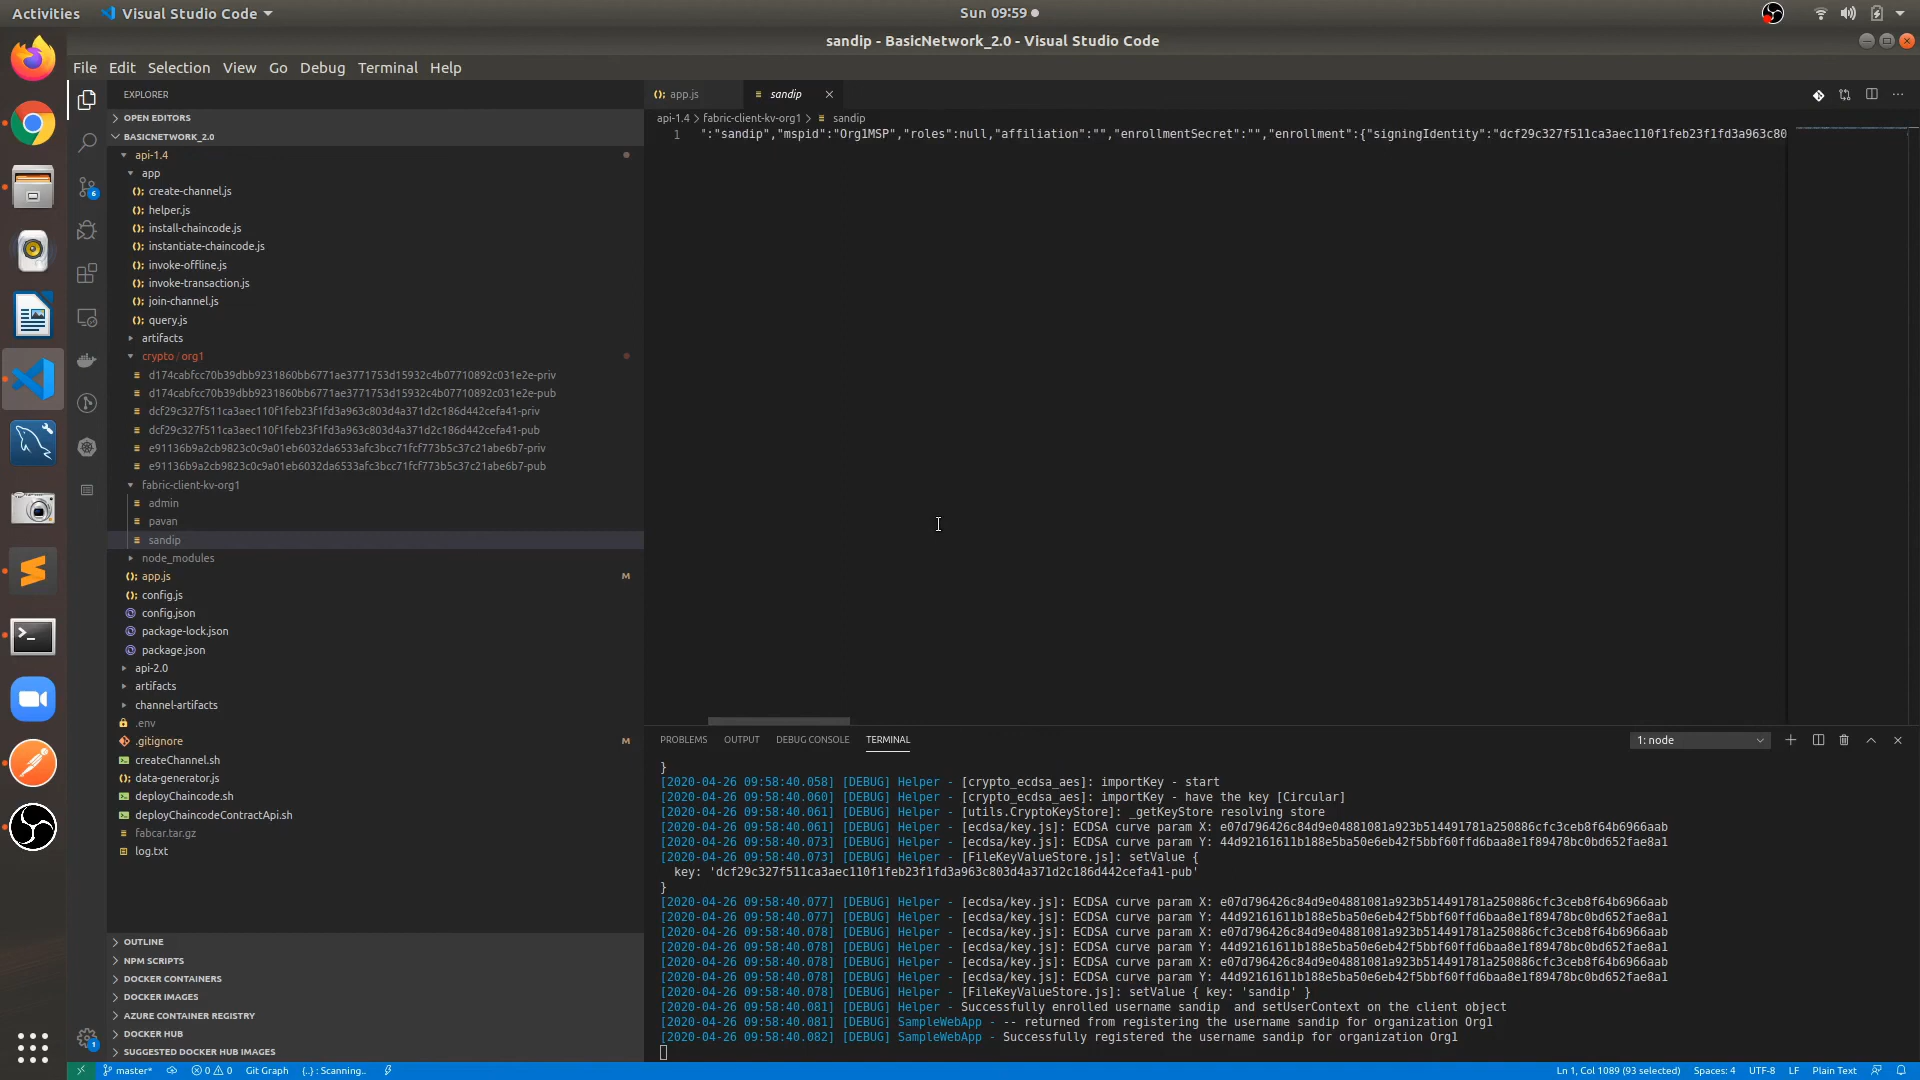 Activities
Visual Studio Code
Sun 09:59
sandip - BasicNetwork_2.0 - Visual Studio Code
File Edit Selection View Go Debug Terminal Help
EXPLORER
OPEN EDITORS
BASICNETWORK_2.0
api-1.4
app
create-channel.js
helper.js
install-chaincode.js
instantiate-chaincode.js
invoke-offline.js
invoke-transaction.js
join-channel.js
query.js
artifacts
crypto / org1
d174cabfcc70b39dbb9231860bb6771ae3771753d15932c4b07710892c031e2e-priv
d174cabfcc70b39dbb9231860bb6771ae3771753d15932c4b07710892c031e2e-pub
dcf29c327f511ca3aec110f1feb23f1fd3a963c803d4a371d2c186d442cefa41-priv
dcf29c327f511ca3aec110f1feb23f1fd3a963c803d4a371d2c186d442cefa41-pub
e91136b9a2cb9823c0c9a01eb6032da6533afc3bcc71fcf773b5c37c21abe6b7-priv
e91136b9a2cb9823c0c9a01eb6032da6533afc3bcc71fcf773b5c37c21abe6b7-pub
fabric-client-kv-org1
admin
pavan
sandip
node_modules
app.js M
config.js
config.json
package-lock.json
package.json
api-2.0
artifacts
channel-artifacts
.env
.gitignore M
createChannel.sh
data-generator.js
deployChaincode.sh
deployChaincodeContractApi.sh
fabcar.tar.gz
log.txt
OUTLINE
NPM SCRIPTS
DOCKER CONTAINERS
DOCKER IMAGES
AZURE CONTAINER REGISTRY
DOCKER HUB
SUGGESTED DOCKER HUB IMAGES
6
1
app.js
sandip
api-1.4 > fabric-client-kv-org1 > sandip
1 ":"sandip","mspid":"Org1MSP","roles":null,"affiliation":"","enrollmentSecret":"","enrollment":{"signingIdentity":"dcf29c327f511ca3aec110f1feb23f1fd3a963c80
PROBLEMS OUTPUT DEBUG CONSOLE TERMINAL
1: node
}
[2020-04-26 09:58:40.058] [DEBUG] Helper - [crypto_ecdsa_aes]: importKey - start
[2020-04-26 09:58:40.060] [DEBUG] Helper - [crypto_ecdsa_aes]: importKey - have the key [Circular]
[2020-04-26 09:58:40.061] [DEBUG] Helper - [utils.CryptoKeyStore]: _getKeyStore resolving store
[2020-04-26 09:58:40.061] [DEBUG] Helper - [ecdsa/key.js]: ECDSA curve param X: e07d796426c84d9e04881081a923b514491781a250886cfc3ceb8f64b6966aab
[2020-04-26 09:58:40.073] [DEBUG] Helper - [ecdsa/key.js]: ECDSA curve param Y: 44d92161611b188e5ba50e6eb42f5bbf60ffd6baa8e1f89478bc0bd652fae8a1
[2020-04-26 09:58:40.073] [DEBUG] Helper - [FileKeyValueStore.js]: setValue {
key: 'dcf29c327f511ca3aec110f1feb23f1fd3a963c803d4a371d2c186d442cefa41-pub'
}
[2020-04-26 09:58:40.077] [DEBUG] Helper - [ecdsa/key.js]: ECDSA curve param X: e07d796426c84d9e04881081a923b514491781a250886cfc3ceb8f64b6966aab
[2020-04-26 09:58:40.077] [DEBUG] Helper - [ecdsa/key.js]: ECDSA curve param Y: 44d92161611b188e5ba50e6eb42f5bbf60ffd6baa8e1f89478bc0bd652fae8a1
[2020-04-26 09:58:40.078] [DEBUG] Helper - [ecdsa/key.js]: ECDSA curve param X: e07d796426c84d9e04881081a923b514491781a250886cfc3ceb8f64b6966aab
[2020-04-26 09:58:40.078] [DEBUG] Helper - [ecdsa/key.js]: ECDSA curve param Y: 44d92161611b188e5ba50e6eb42f5bbf60ffd6baa8e1f89478bc0bd652fae8a1
[2020-04-26 09:58:40.078] [DEBUG] Helper - [ecdsa/key.js]: ECDSA curve param X: e07d796426c84d9e04881081a923b514491781a250886cfc3ceb8f64b6966aab
[2020-04-26 09:58:40.078] [DEBUG] Helper - [ecdsa/key.js]: ECDSA curve param Y: 44d92161611b188e5ba50e6eb42f5bbf60ffd6baa8e1f89478bc0bd652fae8a1
[2020-04-26 09:58:40.078] [DEBUG] Helper - [FileKeyValueStore.js]: setValue { key: 'sandip' }
[2020-04-26 09:58:40.081] [DEBUG] Helper - Successfully enrolled username sandip  and setUserContext on the client object
[2020-04-26 09:58:40.081] [DEBUG] SampleWebApp - -- returned from registering the username sandip for organization Org1
[2020-04-26 09:58:40.082] [DEBUG] SampleWebApp - Successfully registered the username sandip for organization Org1
master* 0 0 Git Graph {..} : Scanning.. Ln 1, Col 1089 (93 selected) Spaces: 4 UTF-8 LF Plain Text